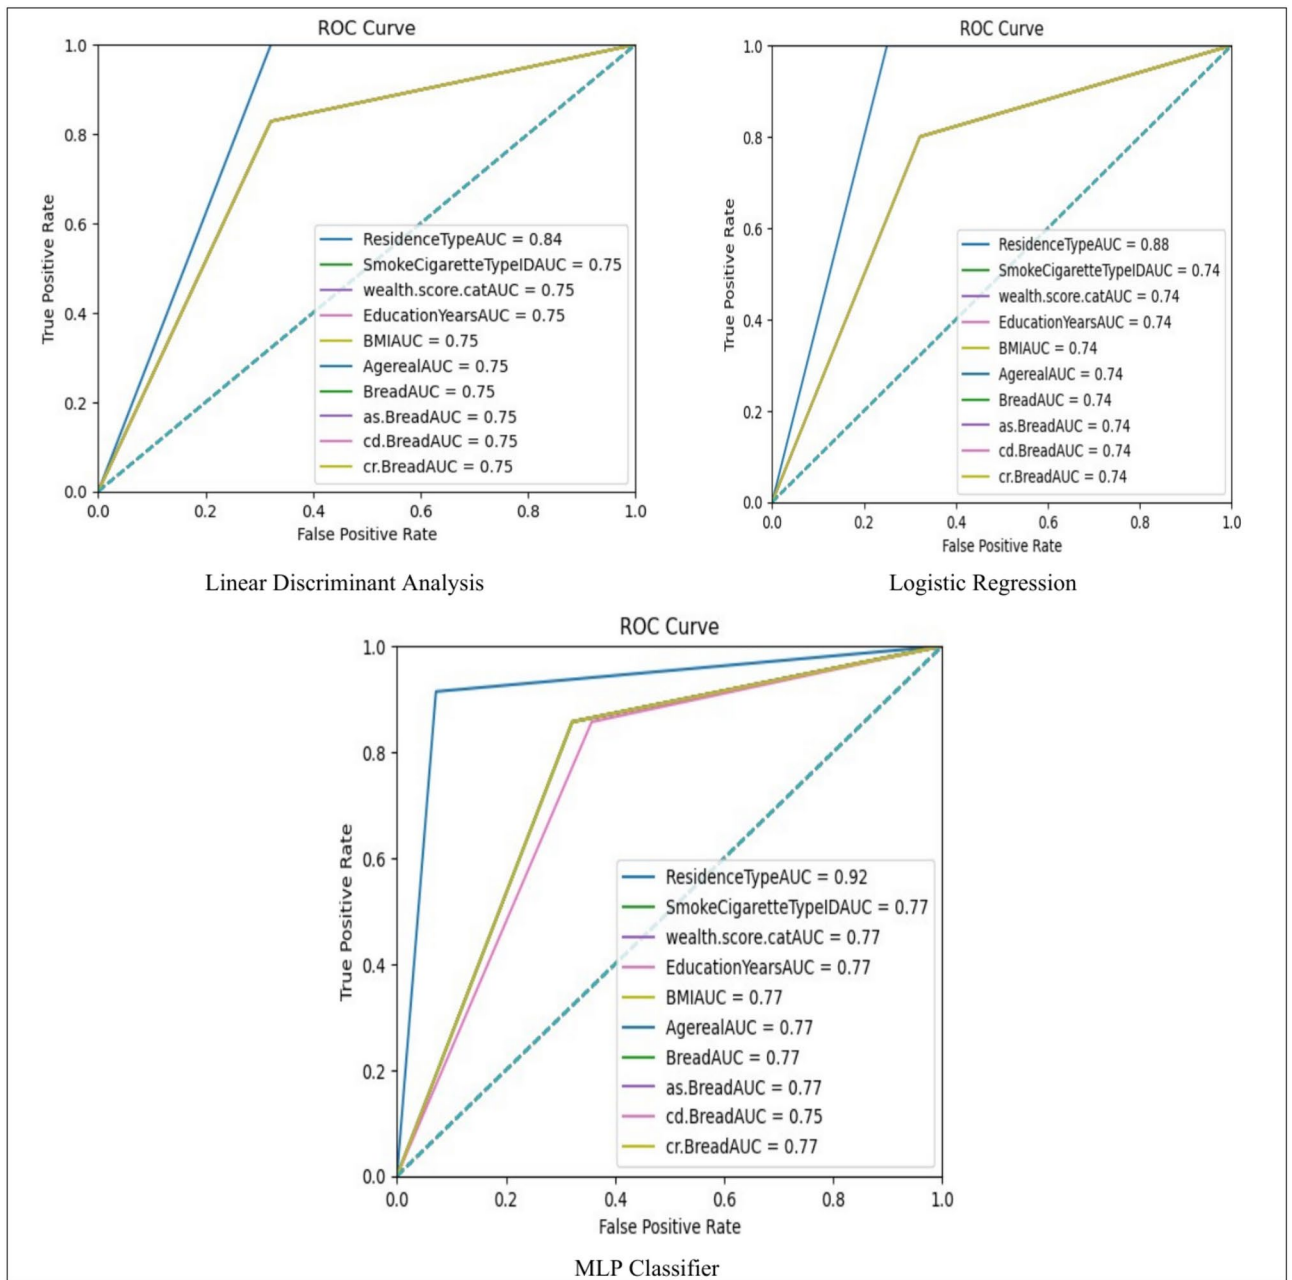 ROC Curve
1.0
0.8
0.6
0.4
0.2
0.0
True Positive Rate
ResidenceTypeAUC = 0.84
SmokeCigaretteTypeIDAUC = 0.75
wealth.score.catAUC = 0.75
EducationYearsAUC = 0.75
BMIAUC = 0.75
AgerealAUC = 0.75
BreadAUC = 0.75
as.BreadAUC = 0.75
cd.BreadAUC = 0.75
cr.BreadAUC = 0.75
0.0 0.2 0.4 0.6 0.8 1.0
False Positive Rate
Linear Discriminant Analysis
ROC Curve
1.0
0.8
0.6
0.4
0.2
0.0
True Positive Rate
ResidenceTypeAUC = 0.88
SmokeCigaretteTypeIDAUC = 0.74
wealth.score.catAUC = 0.74
EducationYearsAUC = 0.74
BMIAUC = 0.74
AgerealAUC = 0.74
BreadAUC = 0.74
as.BreadAUC = 0.74
cd.BreadAUC = 0.74
cr.BreadAUC = 0.74
0.0 0.2 0.4 0.6 0.8 1.0
False Positive Rate
Logistic Regression
ROC Curve
1.0
0.8
0.6
0.4
0.2
0.0
True Positive Rate
ResidenceTypeAUC = 0.92
SmokeCigaretteTypeIDAUC = 0.77
wealth.score.catAUC = 0.77
EducationYearsAUC = 0.77
BMIAUC = 0.77
AgerealAUC = 0.77
BreadAUC = 0.77
as.BreadAUC = 0.77
cd.BreadAUC = 0.75
cr.BreadAUC = 0.77
0.0 0.2 0.4 0.6 0.8 1.0
False Positive Rate
MLP Classifier